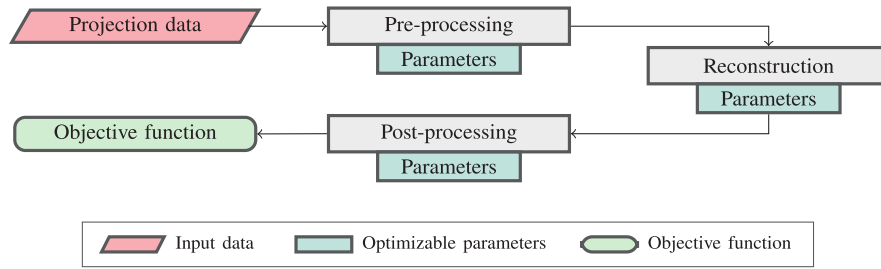 Projection data
Pre-processing
Parameters
Reconstruction
Parameters
Objective function
Post-processing
Parameters
Input data
Optimizable parameters
Objective function